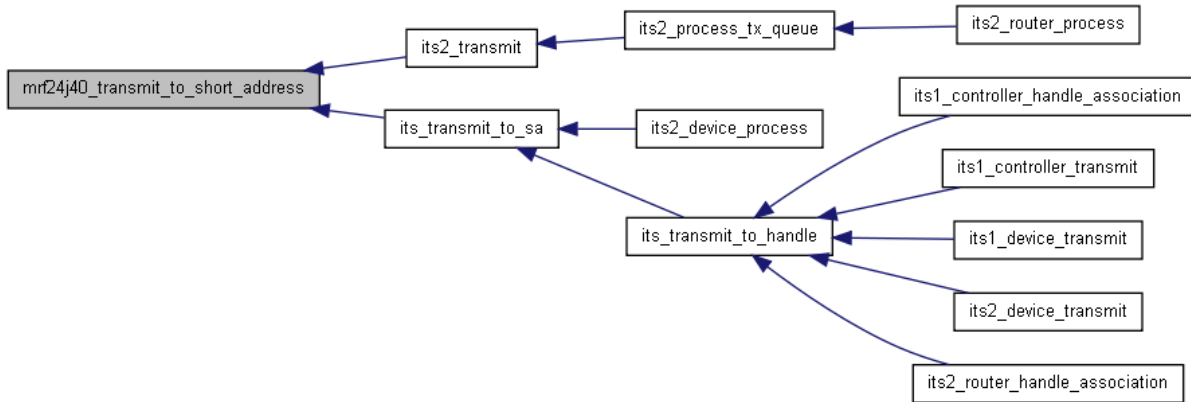 its2_router_process
its2_process_tx_queue
its2_transmit
mrf24j40_transmit_to_short_address
its1_controller_handle_association
its_transmit_to_sa
its2_device_process
its1_controller_transmit
its_transmit_to_handle
its1_device_transmit
its2_device_transmit
its2_router_handle_association